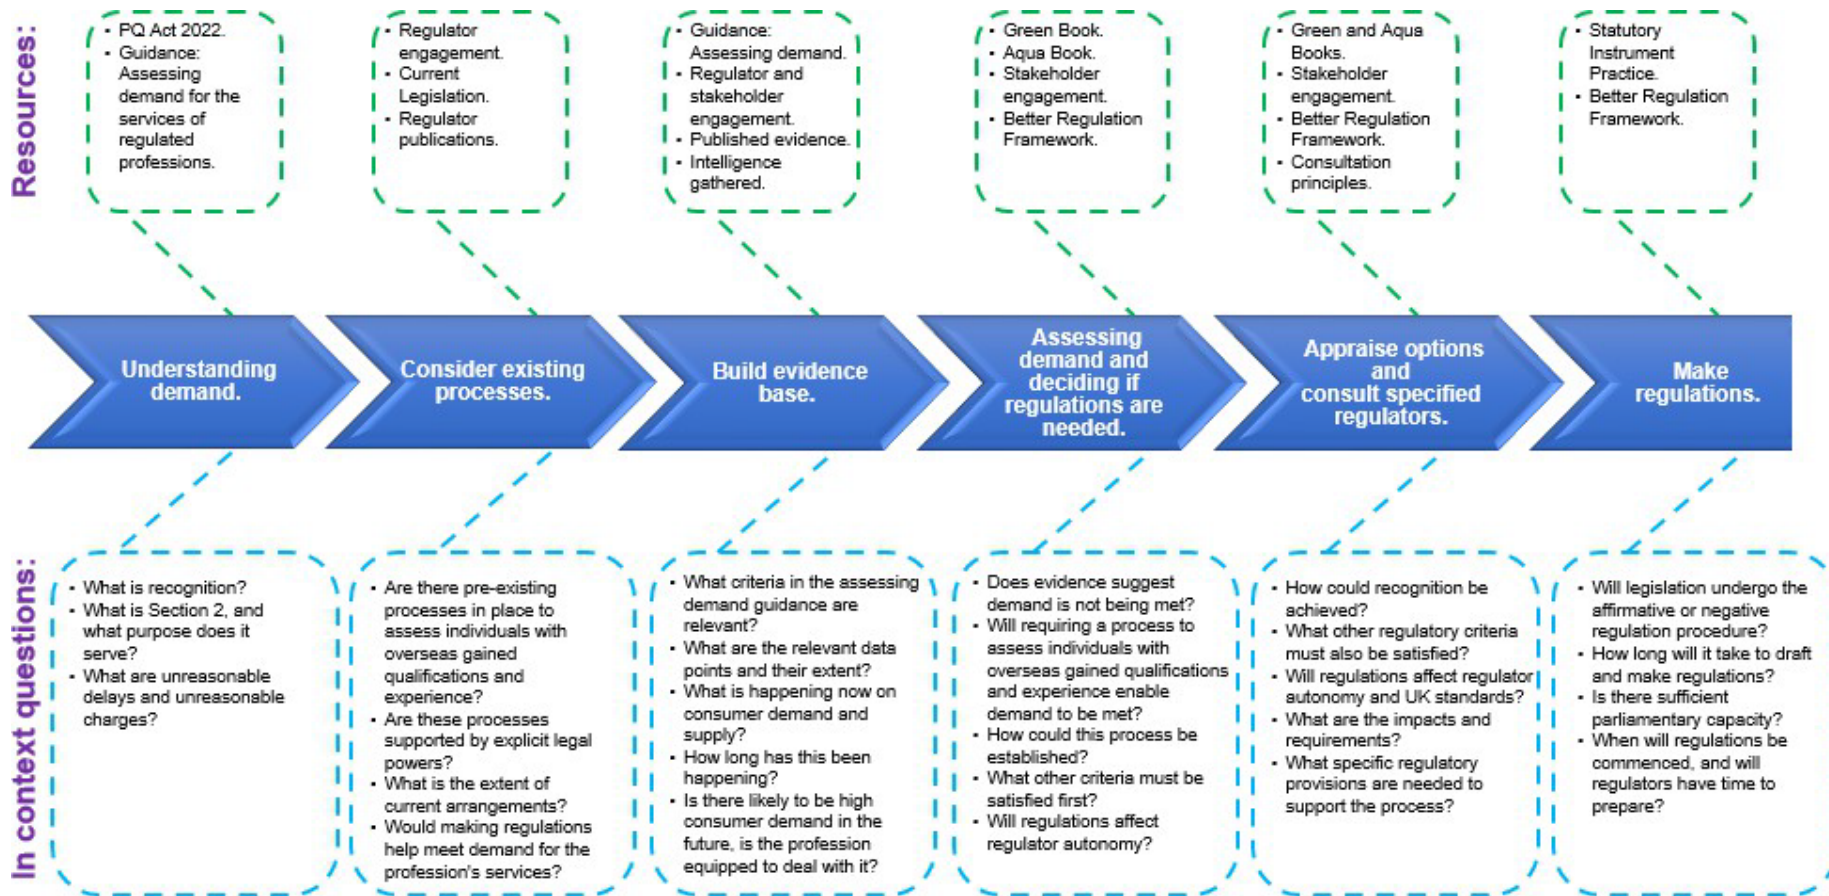 Resources:
▪ PQ Act 2022.
▪ Guidance:
Assessing
demand for the
services of
regulated
professions.
▪ Regulator
engagement.
▪ Current
Legislation.
▪ Regulator
publications.
▪ Guidance:
Assessing demand.
▪ Regulator and
stakeholder
engagement.
▪ Published evidence.
▪ Intelligence
gathered.
▪ Green Book.
▪ Aqua Book.
▪ Stakeholder
engagement.
▪ Better Regulation
Framework.
▪ Green and Aqua
Books.
▪ Stakeholder
engagement.
▪ Better Regulation
Framework.
▪ Consultation
principles.
▪ Statutory
Instrument
Practice.
▪ Better Regulation
Framework.
Understanding
demand.
Consider existing
processes.
Build evidence
base.
Assessing
demand and
deciding if
regulations are
needed.
Appraise options
and
consult specified
regulators.
Make
regulations.
In context questions:
▪ What is recognition?
▪ What is Section 2, and
what purpose does it
serve?
▪ What are unreasonable
delays and unreasonable
charges?
▪ Are there pre-existing
processes in place to
assess individuals with
overseas gained
qualifications and
experience?
▪ Are these processes
supported by explicit legal
powers?
▪ What is the extent of
current arrangements?
▪ Would making regulations
help meet demand for the
profession's services?
▪ What criteria in the assessing
demand guidance are
relevant?
▪ What are the relevant data
points and their extent?
▪ What is happening now on
consumer demand and
supply?
▪ How long has this been
happening?
▪ Is there likely to be high
consumer demand in the
future, is the profession
equipped to deal with it?
▪ Does evidence suggest
demand is not being met?
▪ Will requiring a process to
assess individuals with
overseas gained qualifications
and experience enable
demand to be met?
▪ How could this process be
established?
▪ What other criteria must be
satisfied first?
▪ Will regulations affect
regulator autonomy?
▪ How could recognition be
achieved?
▪ What other regulatory criteria
must also be satisfied?
▪ Will regulations affect regulator
autonomy and UK standards?
▪ What are the impacts and
requirements?
▪ What specific regulatory
provisions are needed to
support the process?
▪ Will legislation undergo the
affirmative or negative
regulation procedure?
▪ How long will it take to draft
and make regulations?
▪ Is there sufficient
parliamentary capacity?
▪ When will regulations be
commenced, and will
regulators have time to
prepare?